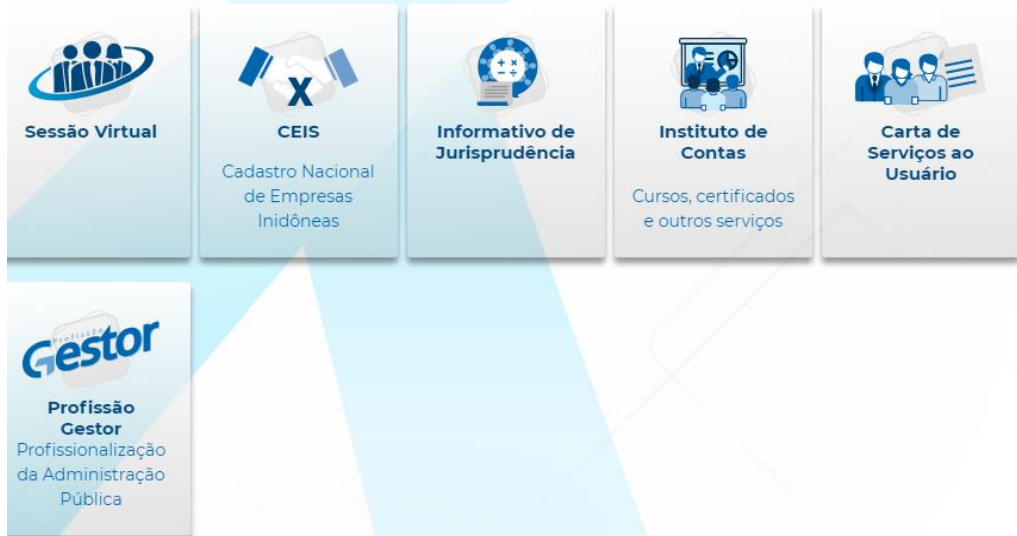 Sessão Virtual
X
CEIS
Cadastro Nacional
de Empresas
Inidôneas
Informativo de
Jurisprudência
Instituto de
Contas
Cursos, certificados
e outros serviços
Carta de
Serviços ao
Usuário
Profissão
Gestor
Profissão
Gestor
Profissionalização
da Administração
Pública